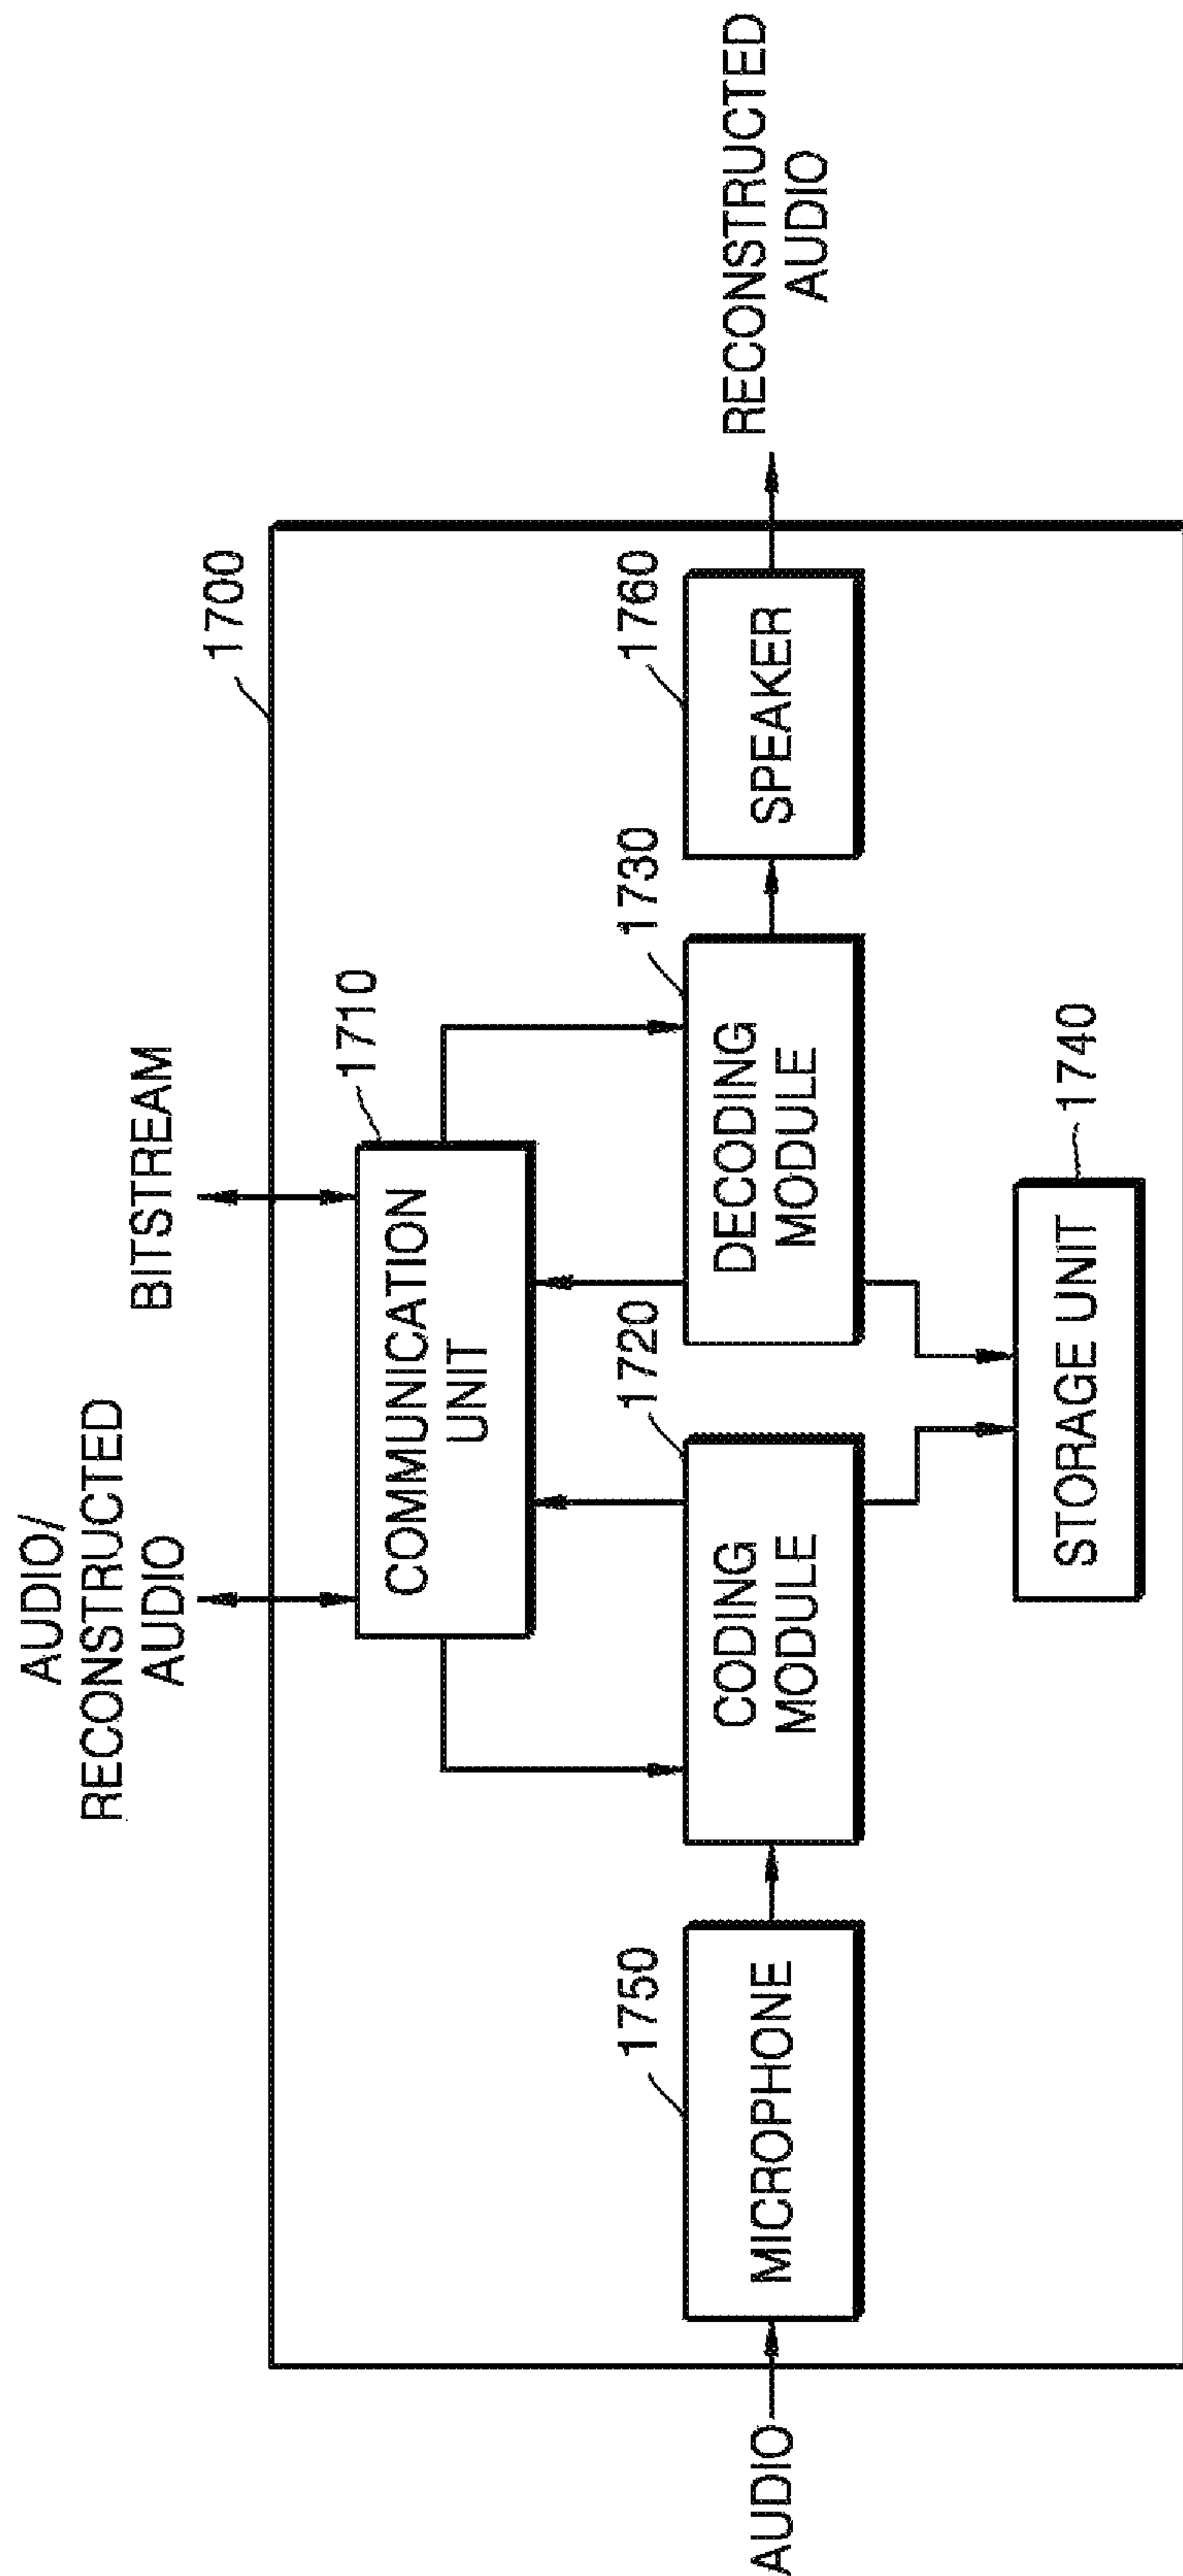 AUDIO/
RECONSTRUCTED
AUDIO
BITSTREAM
1700
COMMUNICATION
UNIT
1710
AUDIO
MICROPHONE
1750
CODING
MODULE
1720
DECODING
MODULE
1730
SPEAKER
1760
RECONSTRUCTED
AUDIO
STORAGE UNIT
1740